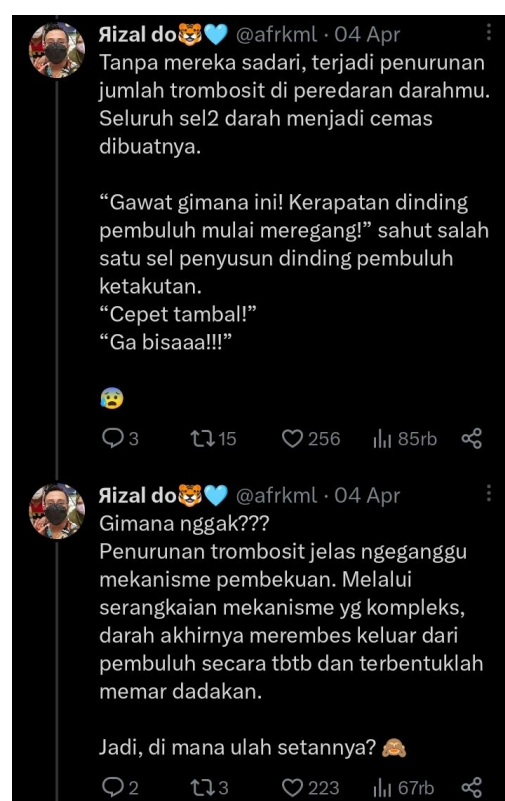 Яizal do🐯🩵 @afrkml · 04 Apr
Tanpa mereka sadari, terjadi penurunan
jumlah trombosit di peredaran darahmu.
Seluruh sel2 darah menjadi cemas
dibuatnya.
“Gawat gimana ini! Kerapatan dinding
pembuluh mulai meregang!” sahut salah
satu sel penyusun dinding pembuluh
ketakutan.
“Cepet tambal!”
“Ga bisaaa!!!”
😰
3 15 256 85rb
Яizal do🐯🩵 @afrkml · 04 Apr
Gimana nggak???
Penurunan trombosit jelas ngeganggu
mekanisme pembekuan. Melalui
serangkaian mekanisme yg kompleks,
darah akhirnya merembes keluar dari
pembuluh secara tbtb dan terbentuklah
memar dadakan.
Jadi, di mana ulah setannya? 🙈
2 3 223 67rb